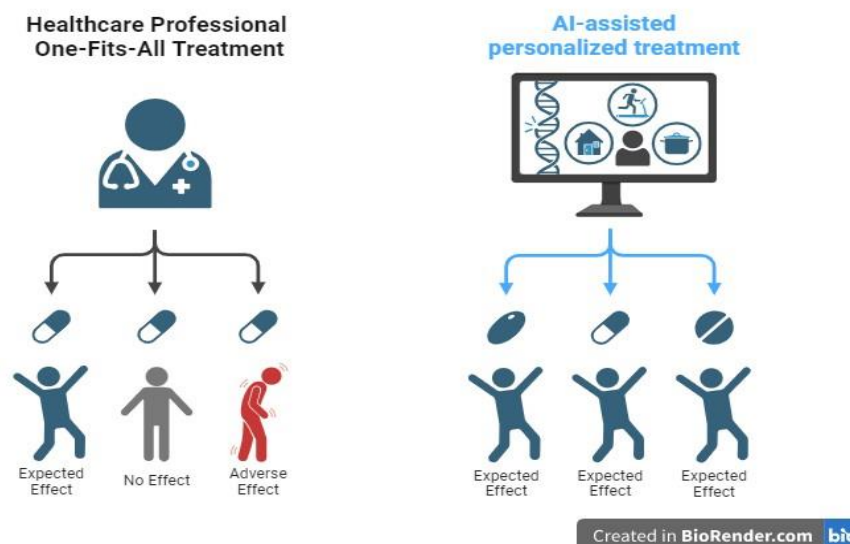 Healthcare Professional
One-Fits-All Treatment
AI-assisted
personalized treatment
Expected
Effect
No Effect
Adverse
Effect
Expected
Effect
Expected
Effect
Expected
Effect
Created in BioRender.com